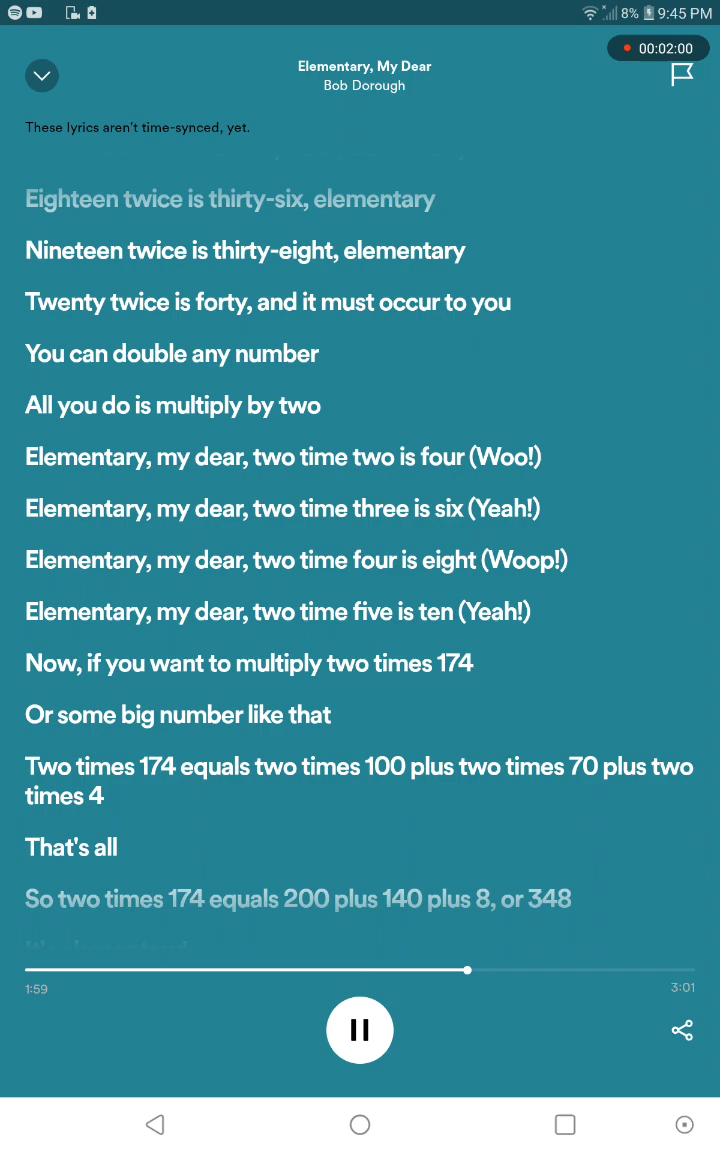 8% 9:45 PM
00:02:00
Elementary, My Dear
Bob Dorough
These lyrics aren't time-synced, yet.
Eighteen twice is thirty-six, elementary
Nineteen twice is thirty-eight, elementary
Twenty twice is forty, and it must occur to you
You can double any number
All you do is multiply by two
Elementary, my dear, two time two is four (Woo!)
Elementary, my dear, two time three is six (Yeah!)
Elementary, my dear, two time four is eight (Woop!)
Elementary, my dear, two time five is ten (Yeah!)
Now, if you want to multiply two times 174
Or some big number like that
Two times 174 equals two times 100 plus two times 70 plus two
times 4
That's all
So two times 174 equals 200 plus 140 plus 8, or 348
1:59
3:01